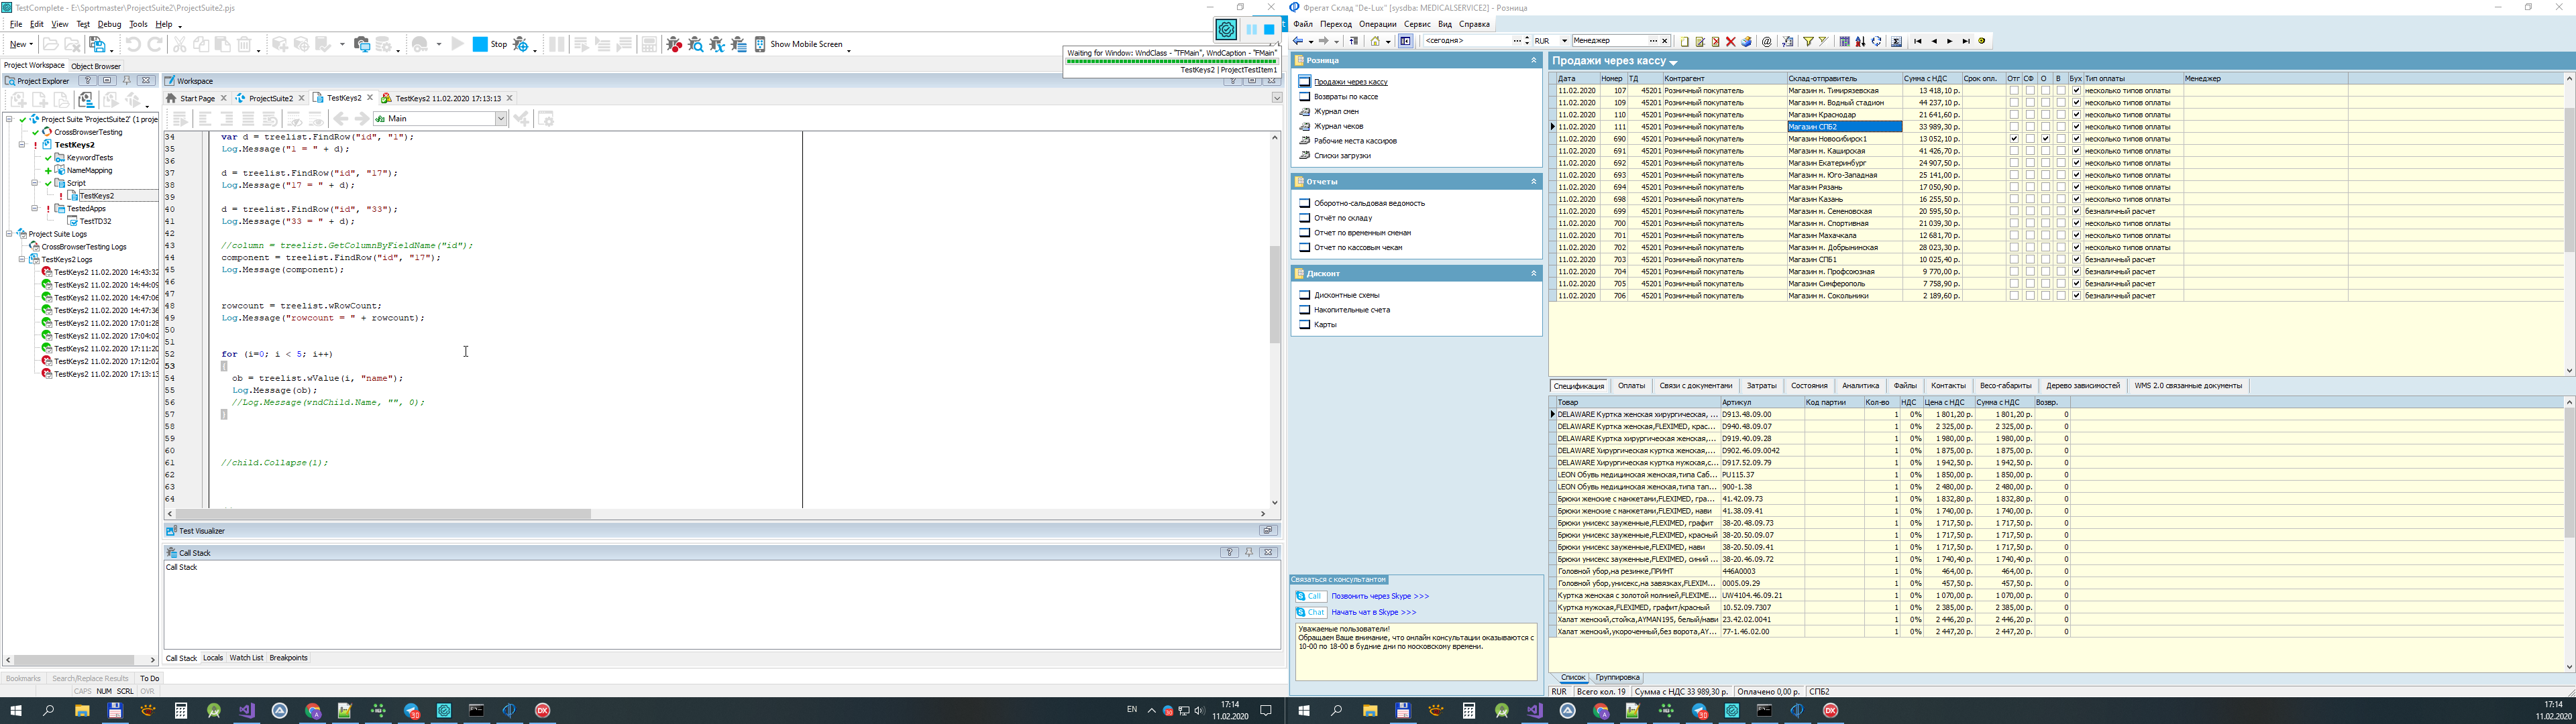 TestComplete - E:\Sportmaster\ProjectSuite2\ProjectSuite2.pjs
File Edit View Test Debug Tools Help
New Stop Show Mobile Screen
Waiting for Window: WndClass - "TFMain", WndCaption - "FMain"
TestKeys2 | ProjectTestItem1
Project Workspace Object Browser
Project Explorer
Project Suite 'ProjectSuite2' (1 proje
CrossBrowserTesting
TestKeys2
KeywordTests
NameMapping
Script
TestKeys2
TestedApps
TestTD32
Project Suite Logs
CrossBrowserTesting Logs
TestKeys2 Logs
TestKeys2 11.02.2020 14:43:32
TestKeys2 11.02.2020 14:44:09
TestKeys2 11.02.2020 14:47:06
TestKeys2 11.02.2020 14:47:36
TestKeys2 11.02.2020 17:01:28
TestKeys2 11.02.2020 17:04:02
TestKeys2 11.02.2020 17:11:20
TestKeys2 11.02.2020 17:12:02
TestKeys2 11.02.2020 17:13:13
Workspace
Start Page ProjectSuite2 TestKeys2 TestKeys2 11.02.2020 17:13:13
Main
34 var d = treelist.FindRow("id", "1");
35 Log.Message("1 = " + d);
36
37 d = treelist.FindRow("id", "17");
38 Log.Message("17 = " + d);
39
40 d = treelist.FindRow("id", "33");
41 Log.Message("33 = " + d);
42
43 //column = treelist.GetColumnByFieldName("id");
44 component = treelist.FindRow("id", "17");
45 Log.Message(component);
46
47
48 rowcount = treelist.wRowCount;
49 Log.Message("rowcount = " + rowcount);
50
51
52 for (i=0; i < 5; i++)
53 {
54 ob = treelist.wValue(i, "name");
55 Log.Message(ob);
56 //Log.Message(wndChild.Name, "", 0);
57 }
58
59
60
61 //child.Collapse(1);
62
63
64
Test Visualizer
Call Stack
Call Stack
Call Stack Locals Watch List Breakpoints
Bookmarks Search/Replace Results To Do
CAPS NUM SCRL OVR
EN 17:14
11.02.2020
Фрегат Склад "De-Lux" [sysdba: MEDICALSERVICE2] - Розница
Файл Переход Операции Сервис Вид Справка
<сегодня> RUR Менеджер
Розница
Продажи через кассу
Возвраты по кассе
Журнал смен
Журнал чеков
Рабочие места кассиров
Списки загрузки
Отчеты
Оборотно-сальдовая ведомость
Отчёт по складу
Отчет по временным сменам
Отчет по кассовым чекам
Дисконт
Дисконтные схемы
Накопительные счета
Карты
Связаться с консультантом
Call Позвонить через Skype >>>
Chat Начать чат в Skype >>>
Уважаемые пользователи!
Обращаем Ваше внимание, что онлайн консультации оказываются с
10-00 по 18-00 в будние дни по московскому времени.
Продажи через кассу
Дата Номер ТД Контрагент Склад-отправитель Сумма с НДС Срок опл. Отг СФ О В Бух Тип оплаты Менеджер
11.02.2020 107 45201 Розничный покупатель Магазин м. Тимирязевская 13 418,10 р. несколько типов оплаты
11.02.2020 109 45201 Розничный покупатель Магазин м. Водный стадион 44 237,10 р. несколько типов оплаты
11.02.2020 110 45201 Розничный покупатель Магазин Краснодар 21 641,60 р. несколько типов оплаты
11.02.2020 111 45201 Розничный покупатель Магазин СПБ2 33 989,30 р. несколько типов оплаты
11.02.2020 690 45201 Розничный покупатель Магазин Новосибирск1 13 052,10 р. несколько типов оплаты
11.02.2020 691 45201 Розничный покупатель Магазин м. Каширская 41 426,70 р. несколько типов оплаты
11.02.2020 692 45201 Розничный покупатель Магазин Екатеринбург 24 907,50 р. несколько типов оплаты
11.02.2020 693 45201 Розничный покупатель Магазин м. Юго-Западная 25 141,00 р. несколько типов оплаты
11.02.2020 694 45201 Розничный покупатель Магазин Рязань 17 050,90 р. несколько типов оплаты
11.02.2020 698 45201 Розничный покупатель Магазин Казань 16 255,50 р. несколько типов оплаты
11.02.2020 699 45201 Розничный покупатель Магазин м. Семеновская 20 595,50 р. безналичный расчет
11.02.2020 700 45201 Розничный покупатель Магазин м. Спортивная 21 039,30 р. несколько типов оплаты
11.02.2020 701 45201 Розничный покупатель Магазин Махачкала 12 681,70 р. несколько типов оплаты
11.02.2020 702 45201 Розничный покупатель Магазин м. Добрынинская 28 023,30 р. несколько типов оплаты
11.02.2020 703 45201 Розничный покупатель Магазин СПБ1 10 025,40 р. безналичный расчет
11.02.2020 704 45201 Розничный покупатель Магазин м. Профсоюзная 9 770,00 р. безналичный расчет
11.02.2020 705 45201 Розничный покупатель Магазин Симферополь 7 758,90 р. безналичный расчет
11.02.2020 706 45201 Розничный покупатель Магазин м. Сокольники 2 189,60 р. безналичный расчет
Спецификация Оплаты Связи с документами Затраты Состояния Аналитика Файлы Контакты Весо-габариты Дерево зависимостей WMS 2.0 связанные документы
Товар Артикул Код партии Кол-во НДС Цена с НДС Сумма с НДС Возвр.
DELAWARE Куртка женская хирургическая, ... D913.48.09.00 1 0% 1 801,20 р. 1 801,20 р. 0
DELAWARE Куртка женская,FLEXIMED, крас... D940.48.09.07 1 0% 2 325,00 р. 2 325,00 р. 0
DELAWARE Куртка хирургическая женская,... D919.40.09.28 1 0% 1 980,00 р. 1 980,00 р. 0
DELAWARE Хирургическая куртка женская,... D902.46.09.0042 1 0% 1 875,00 р. 1 875,00 р. 0
DELAWARE Хирургическая куртка мужская,с... D917.52.09.79 1 0% 1 942,50 р. 1 942,50 р. 0
LEON Обувь медицинская женская,типа Саб... PU115.37 1 0% 1 850,00 р. 1 850,00 р. 0
LEON Обувь медицинская женская,типа тап... 900-1.38 1 0% 2 480,00 р. 2 480,00 р. 0
Брюки женские с манжетами,FLEXIMED, гра... 41.42.09.73 1 0% 1 832,80 р. 1 832,80 р. 0
Брюки женские с манжетами,FLEXIMED, нави 41.38.09.41 1 0% 1 740,00 р. 1 740,00 р. 0
Брюки унисекс зауженные,FLEXIMED, графит 38-20.48.09.73 1 0% 1 717,50 р. 1 717,50 р. 0
Брюки унисекс зауженные,FLEXIMED, красный 38-20.50.09.07 1 0% 1 717,50 р. 1 717,50 р. 0
Брюки унисекс зауженные,FLEXIMED, нави 38-20.50.09.41 1 0% 1 717,50 р. 1 717,50 р. 0
Брюки унисекс зауженные,FLEXIMED, синий ... 38-20.46.09.72 1 0% 1 740,40 р. 1 740,40 р. 0
Головной убор,на резинке,ПРИНТ 446A0003 1 0% 464,00 р. 464,00 р. 0
Головной убор,унисекс,на завязках,FLEXIM... 0005.09.29 1 0% 457,50 р. 457,50 р. 0
Куртка женская с золотой молнией,FLEXIME... UW4104.46.09.21 1 0% 1 070,00 р. 1 070,00 р. 0
Куртка мужская,FLEXIMED, графит/красный 10.52.09.7307 1 0% 2 385,00 р. 2 385,00 р. 0
Халат женский,стойка,AYMAN195, белый/нави 23.42.02.0041 1 0% 2 446,20 р. 2 446,20 р. 0
Халат женский,укороченный,без ворота,AY... 77-1.46.02.00 1 0% 2 447,20 р. 2 447,20 р. 0
Список Группировка
RUR Всего кол. 19 Сумма с НДС 33 989,30 р. Оплачено 0,00 р. СПБ2
17:14
11.02.2020